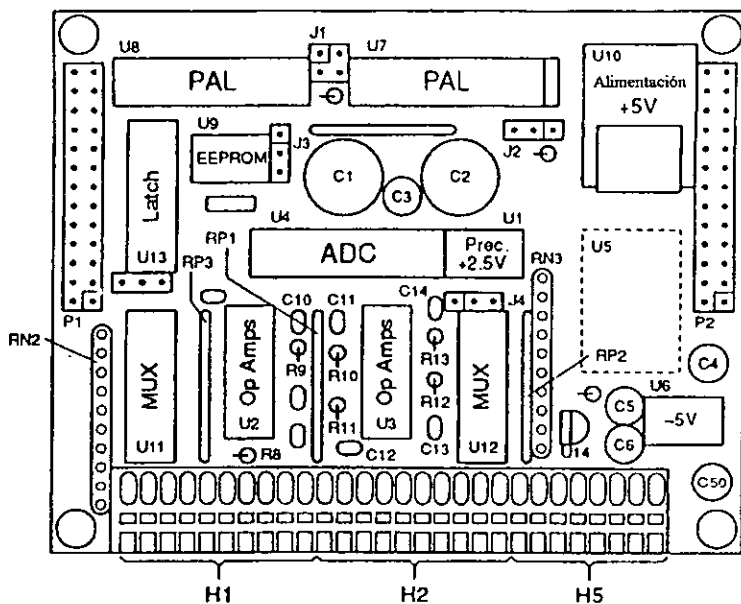 J1
U8
U7
U10
PAL
PAL
Alimentación
+5V
U9
EEPROM
J3
J2
C1
C3
C2
Latch
U4
U1
RP1
ADC
Prec.
+2.5V
U5
U13
RP3
RN3
P1
C10
C11
C14
J4
P2
RN2
MUX
Op Amps
R9
R10
Op Amps
R13
R12
MUX
RP2
C4
U6
C5
-5V
U11
U2
R11
U3
U12
U14
C6
R8
C12
C13
C50
H1
H2
H5